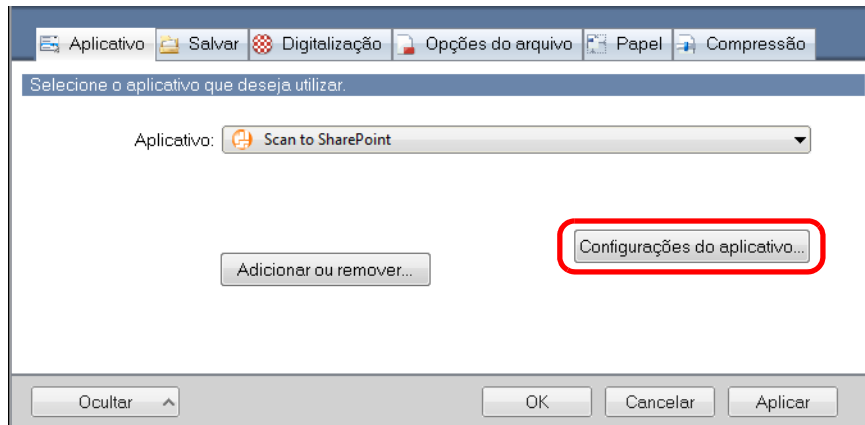 Aplicativo Salvar Digitalização Opções do arquivo Papel Compressão
Selecione o aplicativo que deseja utilizar.
Aplicativo: Scan to SharePoint
Configurações do aplicativo...
Adicionar ou remover...
Ocultar OK Cancelar Aplicar